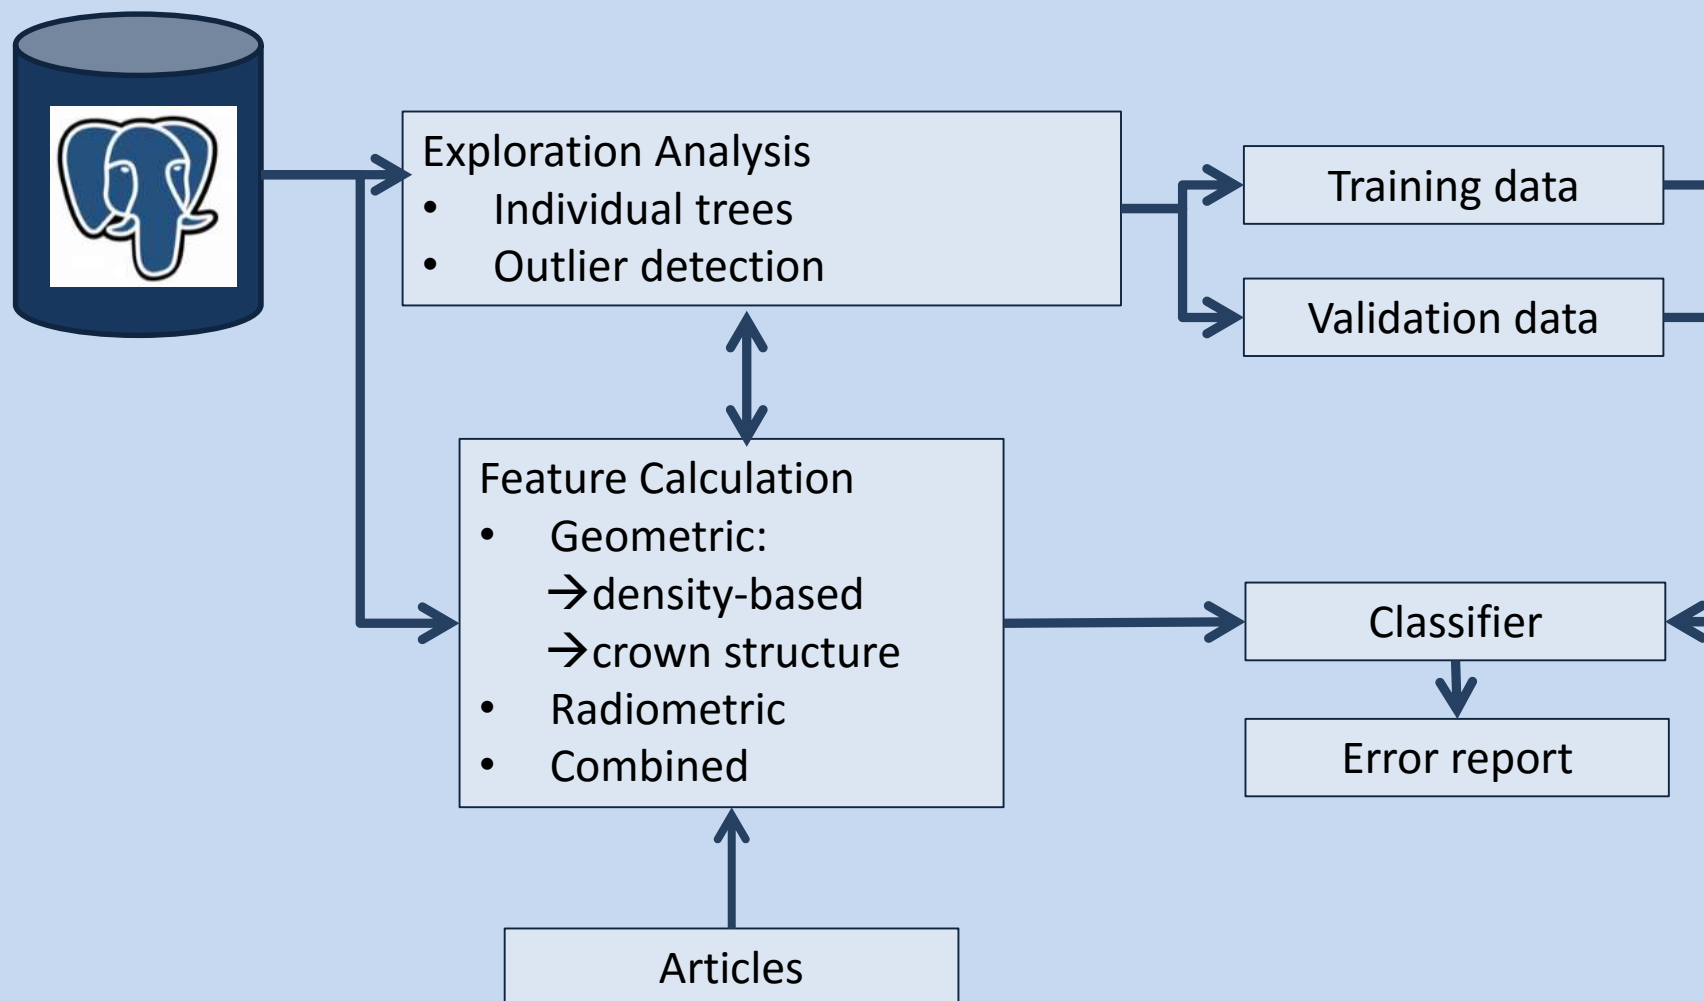 Exploration Analysis
• Individual trees
• Outlier detection
Training data
Validation data
Feature Calculation
• Geometric:
→density-based
→crown structure
• Radiometric
• Combined
Classifier
Error report
Articles